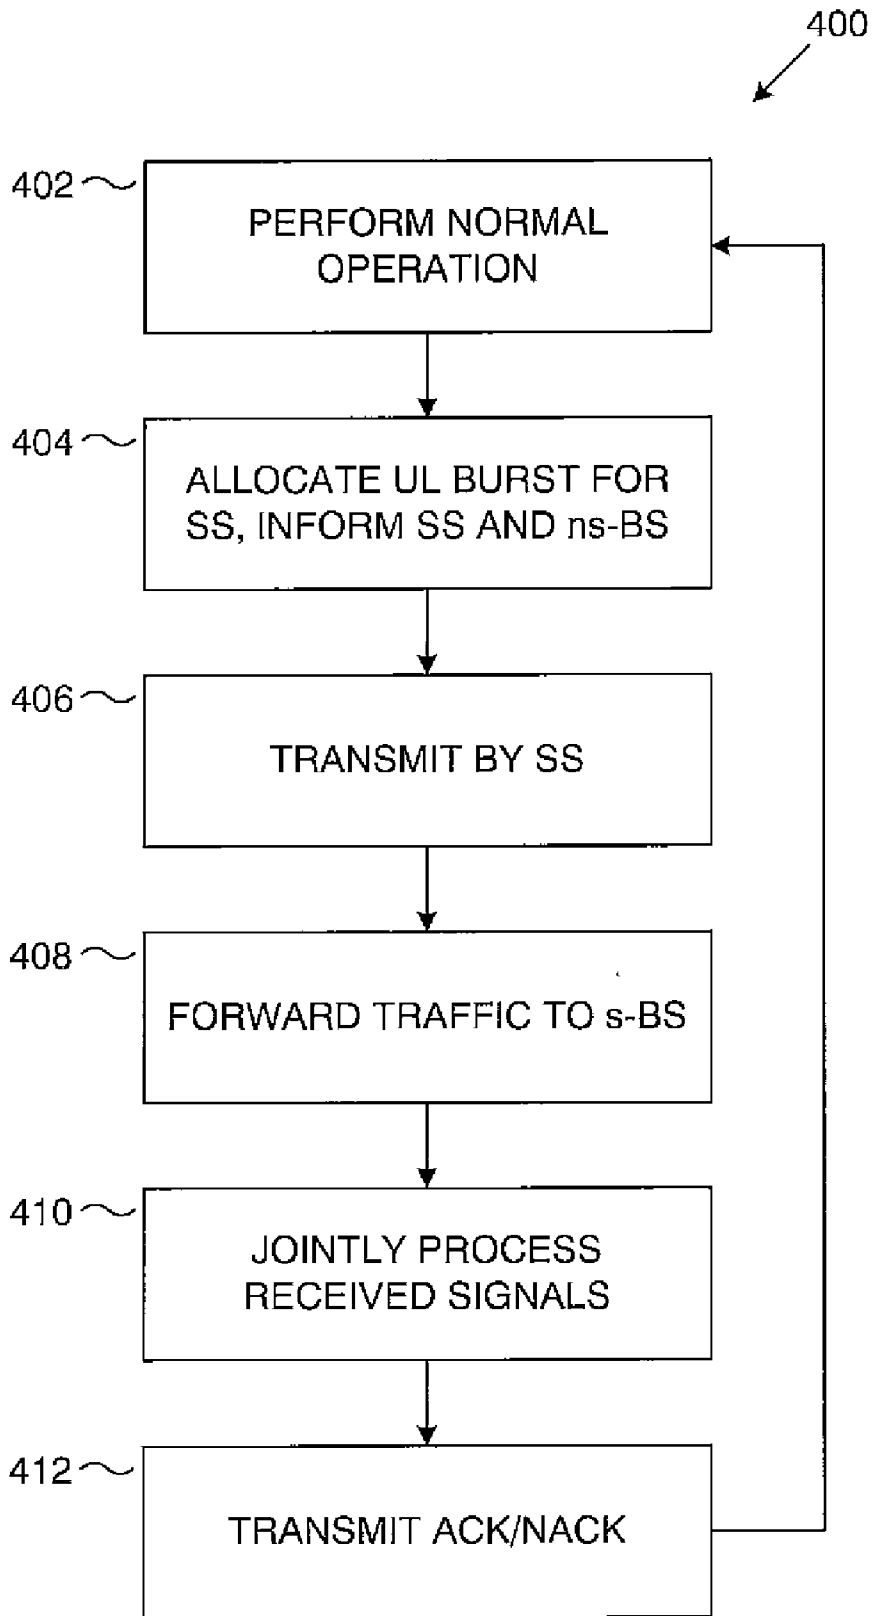 400
402
PERFORM NORMAL
OPERATION
404
ALLOCATE UL BURST FOR
SS, INFORM SS AND ns-BS
406
TRANSMIT BY SS
408
FORWARD TRAFFIC TO s-BS
410
JOINTLY PROCESS
RECEIVED SIGNALS
412
TRANSMIT ACK/NACK